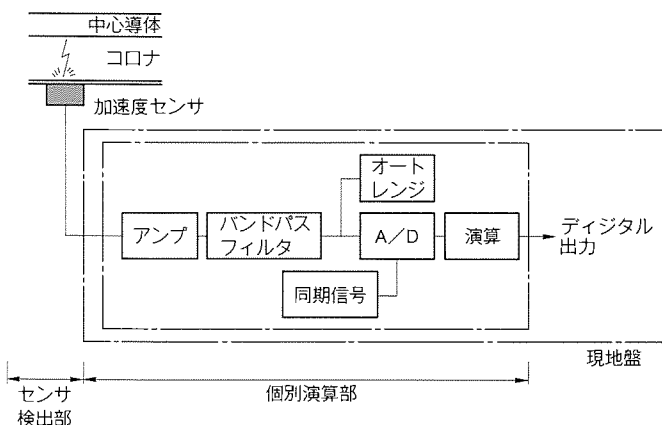 中心導体
コロナ
加速度センサ
オート
レンジ
アンプ
バンドパス
フィルタ
A／D
演算
ディジタル
出力
同期信号
現地盤
センサ
検出部
個別演算部